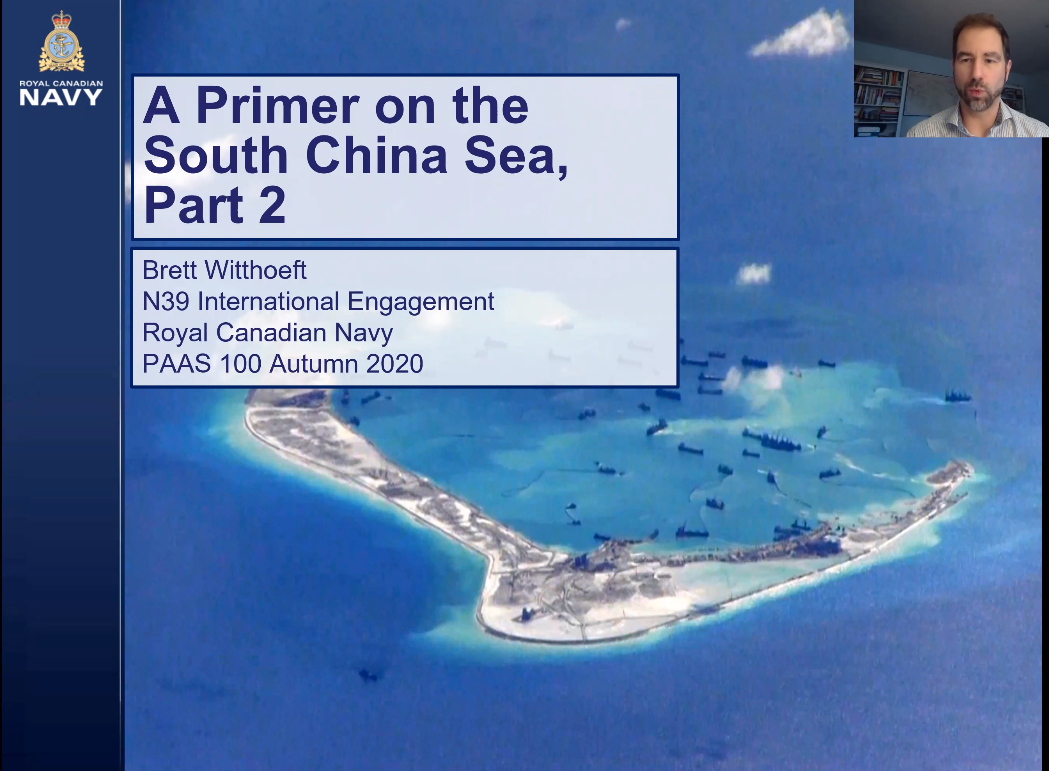 ROYAL CANADIAN
NAVY
A Primer on the
South China Sea,
Part 2
Brett Witthoeft
N39 International Engagement
Royal Canadian Navy
PAAS 100 Autumn 2020